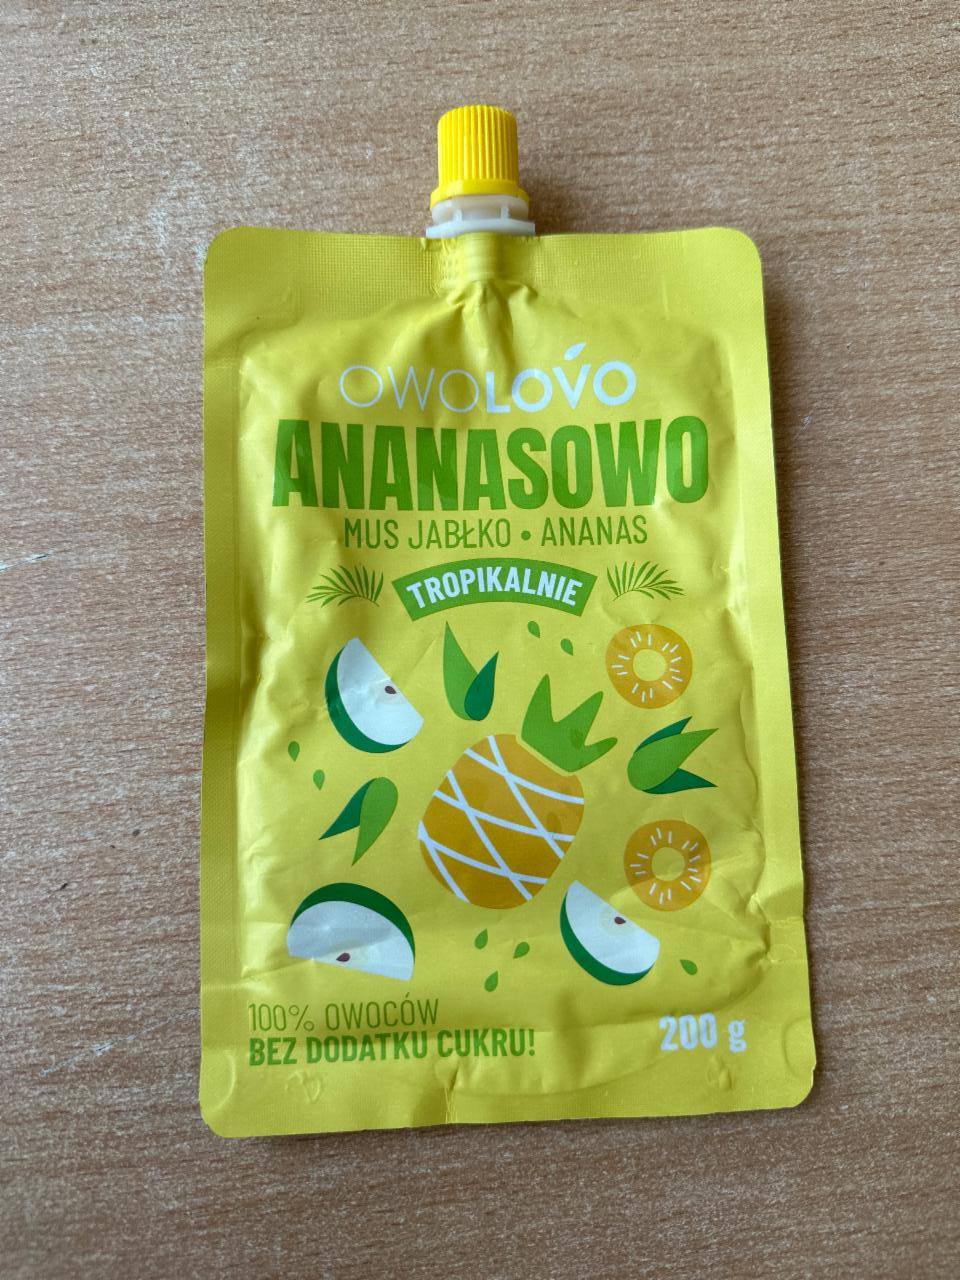 OWOLOVO
ANANASOWO
MUS JABŁKO • ANANAS
TROPIKALNIE
100% OWOCÓW
BEZ DODATKU CUKRU!
200 g